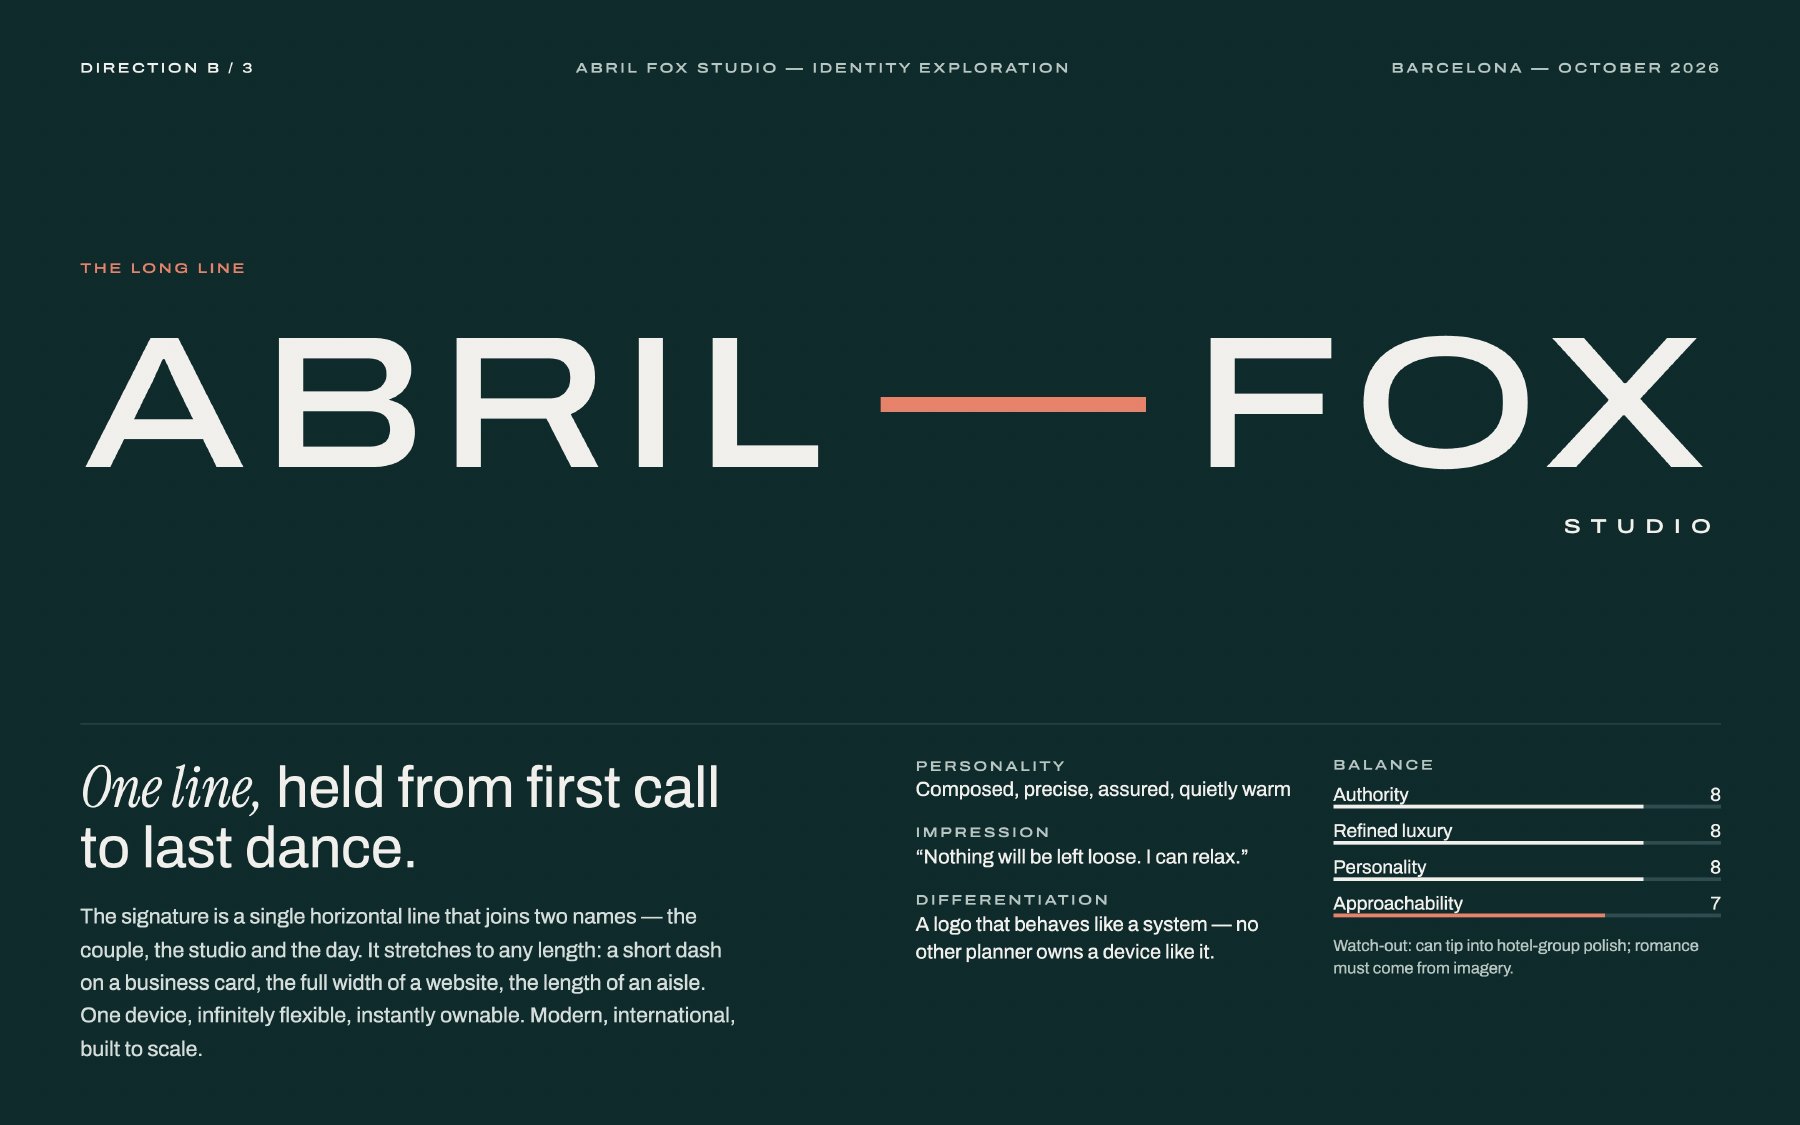 DIRECTION B / 3
ABRIL FOX STUDIO — IDENTITY EXPLORATION
BARCELONA — OCTOBER 2026
THE LONG LINE
ABRIL — FOX
STUDIO
One line, held from first call
to last dance.
The signature is a single horizontal line that joins two names — the
couple, the studio and the day. It stretches to any length: a short dash
on a business card, the full width of a website, the length of an aisle.
One device, infinitely flexible, instantly ownable. Modern, international,
built to scale.
PERSONALITY
Composed, precise, assured, quietly warm
IMPRESSION
“Nothing will be left loose. I can relax.”
DIFFERENTIATION
A logo that behaves like a system — no
other planner owns a device like it.
BALANCE
Authority 8
Refined luxury 8
Personality 8
Approachability 7
Watch-out: can tip into hotel-group polish; romance
must come from imagery.